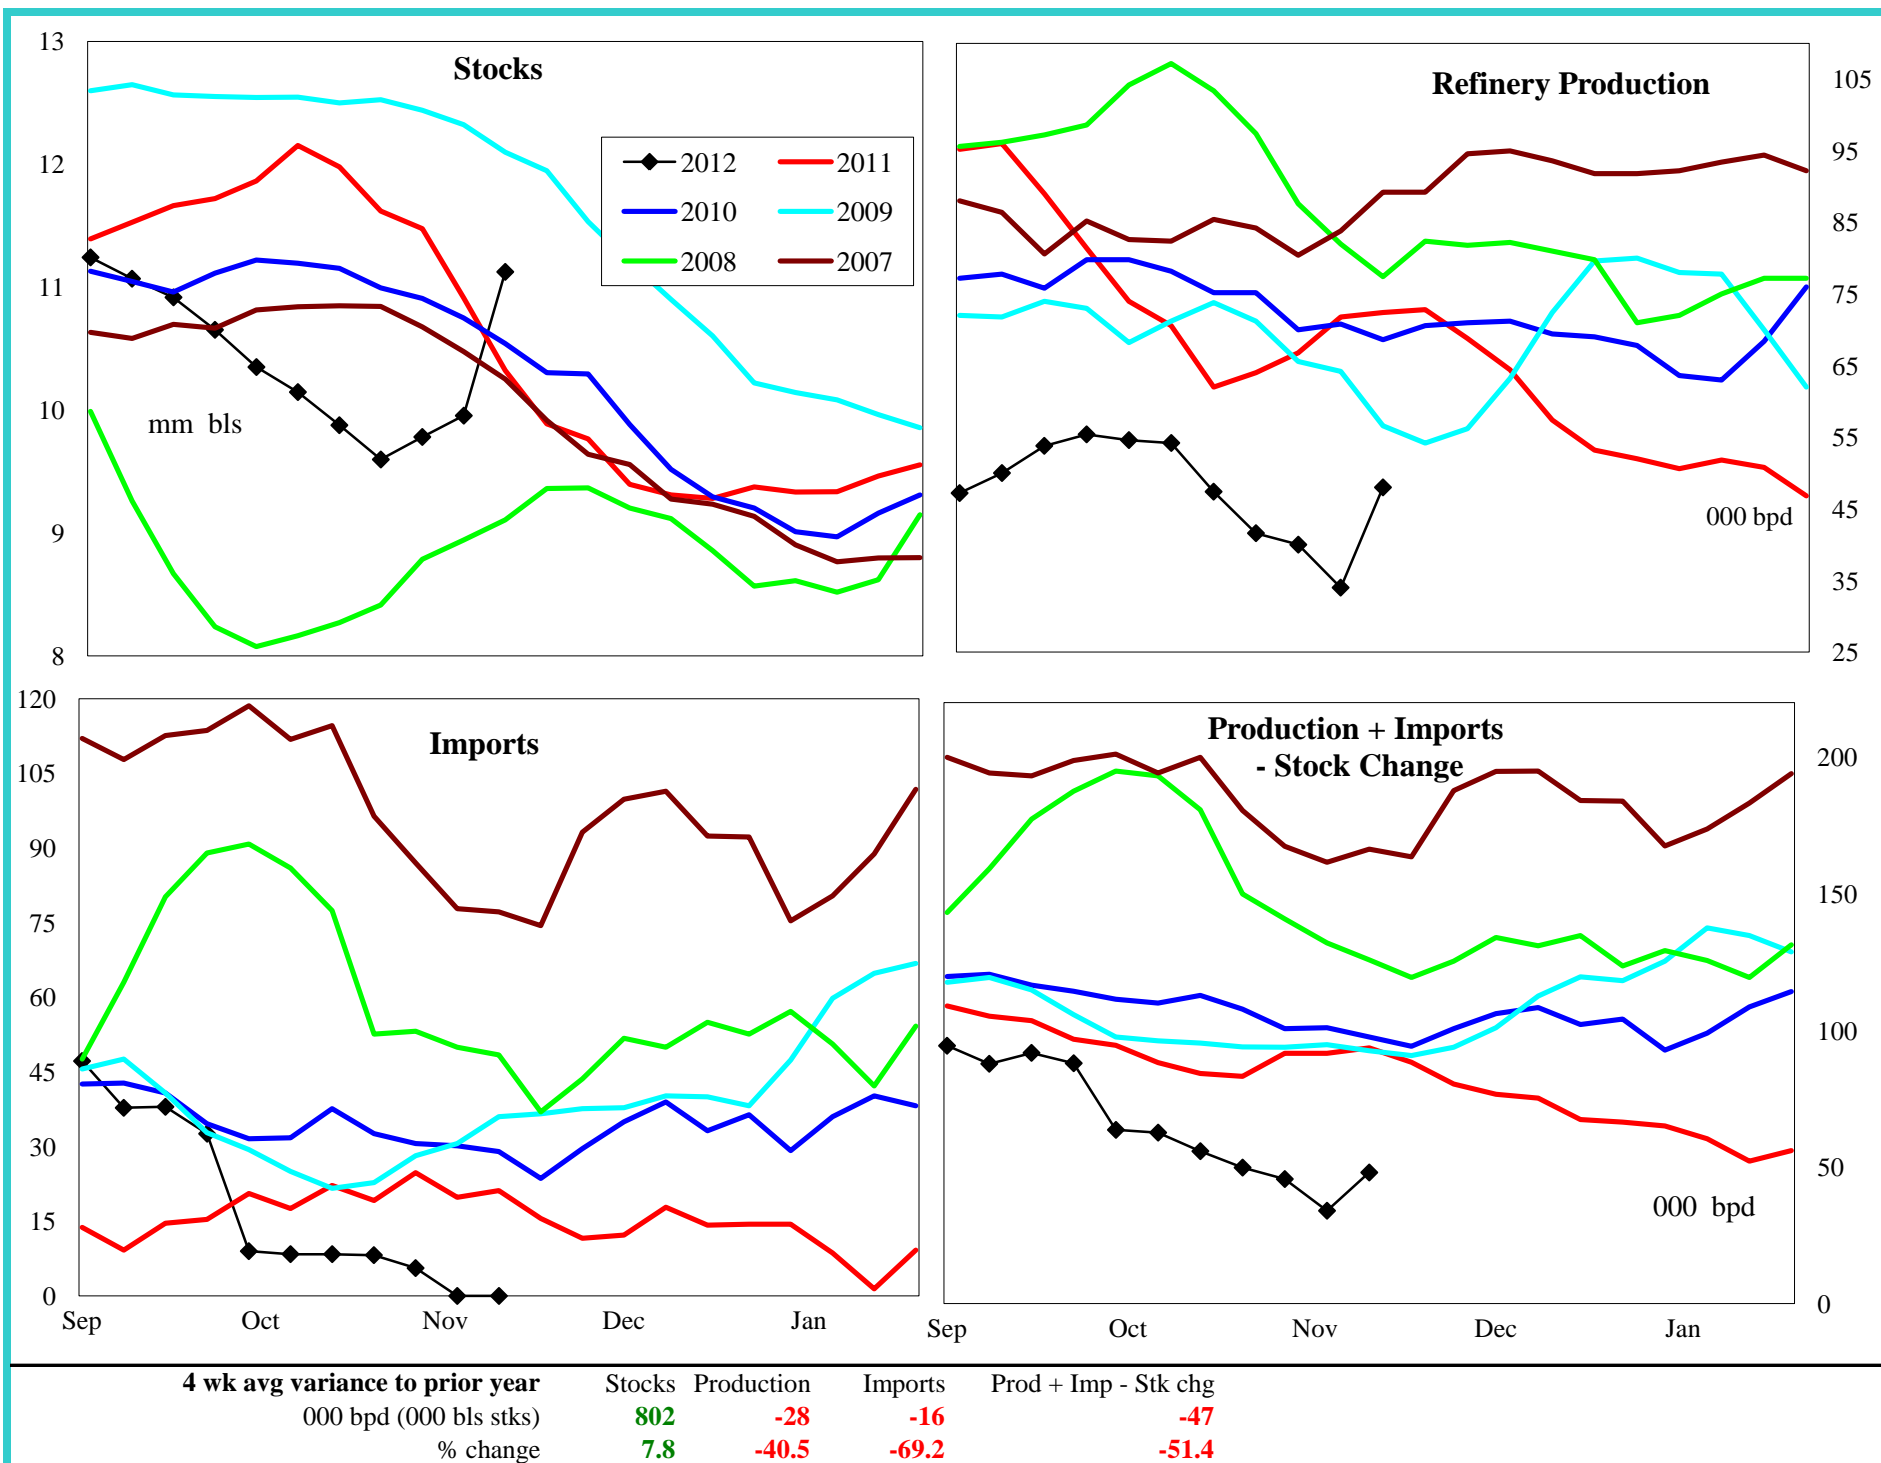 Stocks
13
12
11
10
9
8
mm bls
2012 2011
2010 2009
2008 2007
Refinery Production
105
95
85
75
65
55
45
35
25
000 bpd
Imports
120
105
90
75
60
45
30
15
0
Sep Oct Nov Dec Jan
Production + Imports
- Stock Change
200
150
100
50
0
000 bpd
Sep Oct Nov Dec Jan
4 wk avg variance to prior year Stocks Production Imports Prod + Imp - Stk chg
000 bpd (000 bls stks) 802 -28 -16 -47
% change 7.8 -40.5 -69.2 -51.4